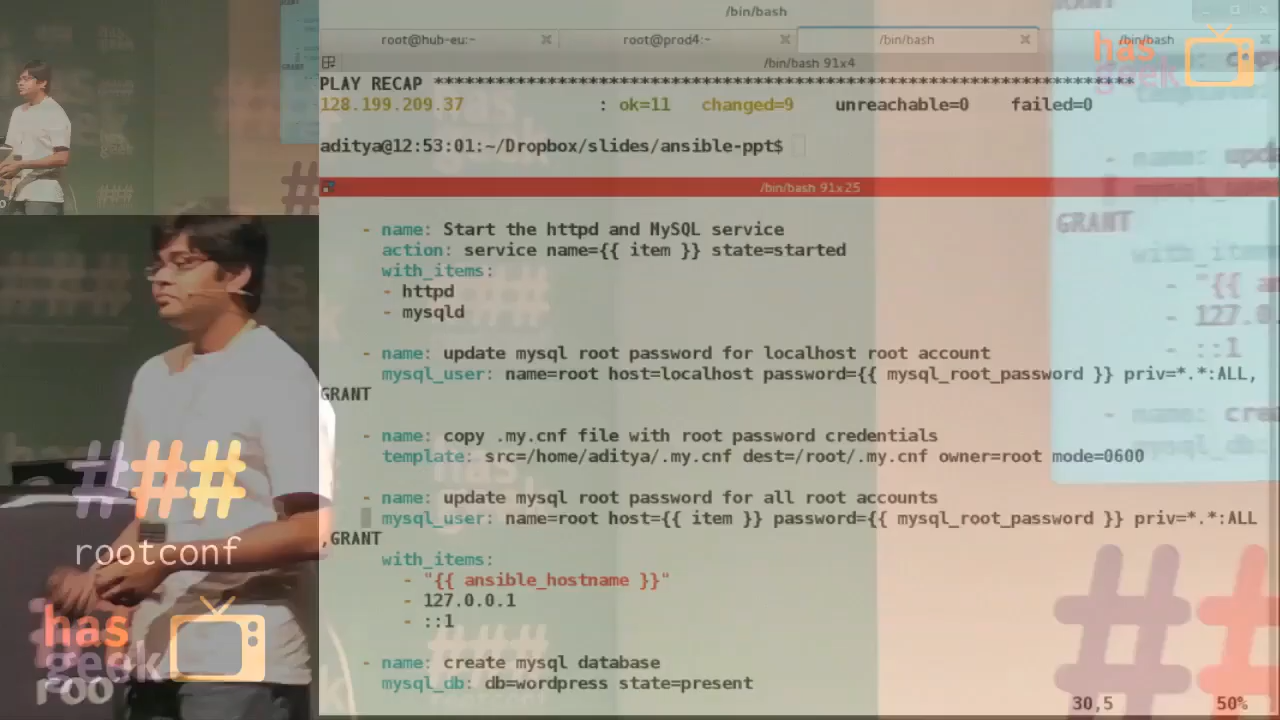 /bin/bash
root@hub-eu:~
root@prod4:~
/bin/bash
/bin/bash
/bin/bash 91x4
PLAY RECAP ********************************************************************
128.199.209.37 : ok=11 changed=9 unreachable=0 failed=0
aditya@12:53:01:~/Dropbox/slides/ansible-ppt$
/bin/bash 91x25
- name: Start the httpd and MySQL service
action: service name={{ item }} state=started
with_items:
- httpd
- mysqld
- name: update mysql root password for localhost root account
mysql_user: name=root host=localhost password={{ mysql_root_password }} priv=*.*:ALL,
GRANT
- name: copy .my.cnf file with root password credentials
template: src=/home/aditya/.my.cnf dest=/root/.my.cnf owner=root mode=0600
- name: update mysql root password for all root accounts
mysql_user: name=root host={{ item }} password={{ mysql_root_password }} priv=*.*:ALL
,GRANT
with_items:
- "{{ ansible_hostname }}"
- 127.0.0.1
- ::1
- name: create mysql database
mysql_db: db=wordpress state=present
30,5 50%
has
geek
GRANT
with_item
- ::1
###
rootconf
has
geek